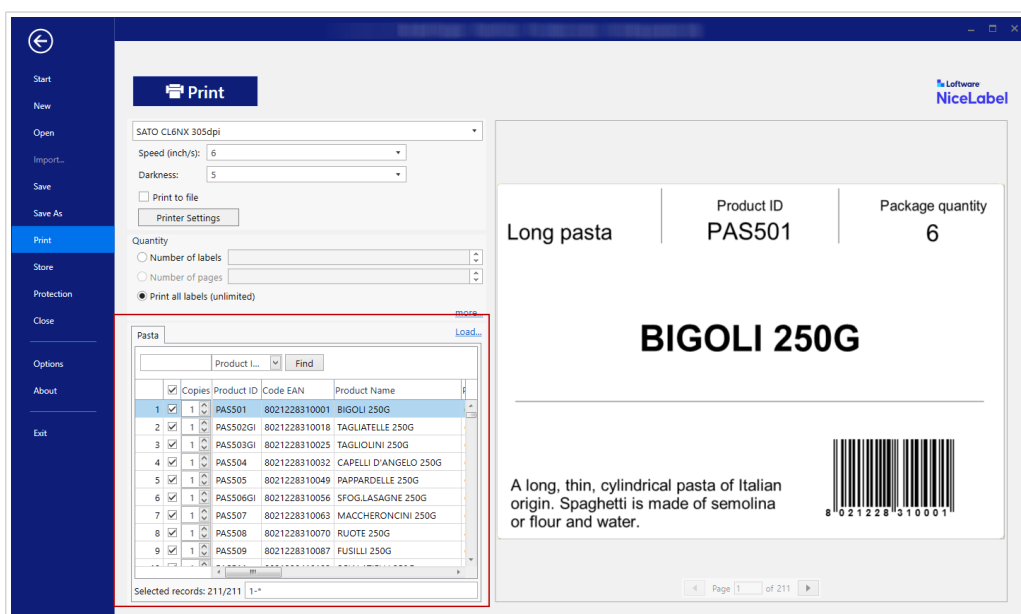 Start
New
Open
Import...
Save
Save As
Print
Store
Protection
Close
Options
About
Exit
Print
Loftware
NiceLabel
SATO CL6NX 305dpi
Speed (inch/s): 6
Darkness: 5
Print to file
Printer Settings
Quantity
Number of labels
Number of pages
Print all labels (unlimited)
more...
Pasta
Load...
Product I... Find
Copies Product ID Code EAN Product Name
1 1 PAS501 8021228310001 BIGOLI 250G
2 1 PAS502GI 8021228310018 TAGLIATELLE 250G
3 1 PAS503GI 8021228310025 TAGLIOLINI 250G
4 1 PAS504 8021228310032 CAPELLI D'ANGELO 250G
5 1 PAS505 8021228310049 PAPPARDELLE 250G
6 1 PAS506GI 8021228310056 SFOG.LASAGNE 250G
7 1 PAS507 8021228310063 MACCHERONCINI 250G
8 1 PAS508 8021228310070 RUOTE 250G
9 1 PAS509 8021228310087 FUSILLI 250G
Selected records: 211/211 1-*
Long pasta
Product ID
PAS501
Package quantity
6
BIGOLI 250G
A long, thin, cylindrical pasta of Italian
origin. Spaghetti is made of semolina
or flour and water.
8 021228 310001
Page 1 of 211